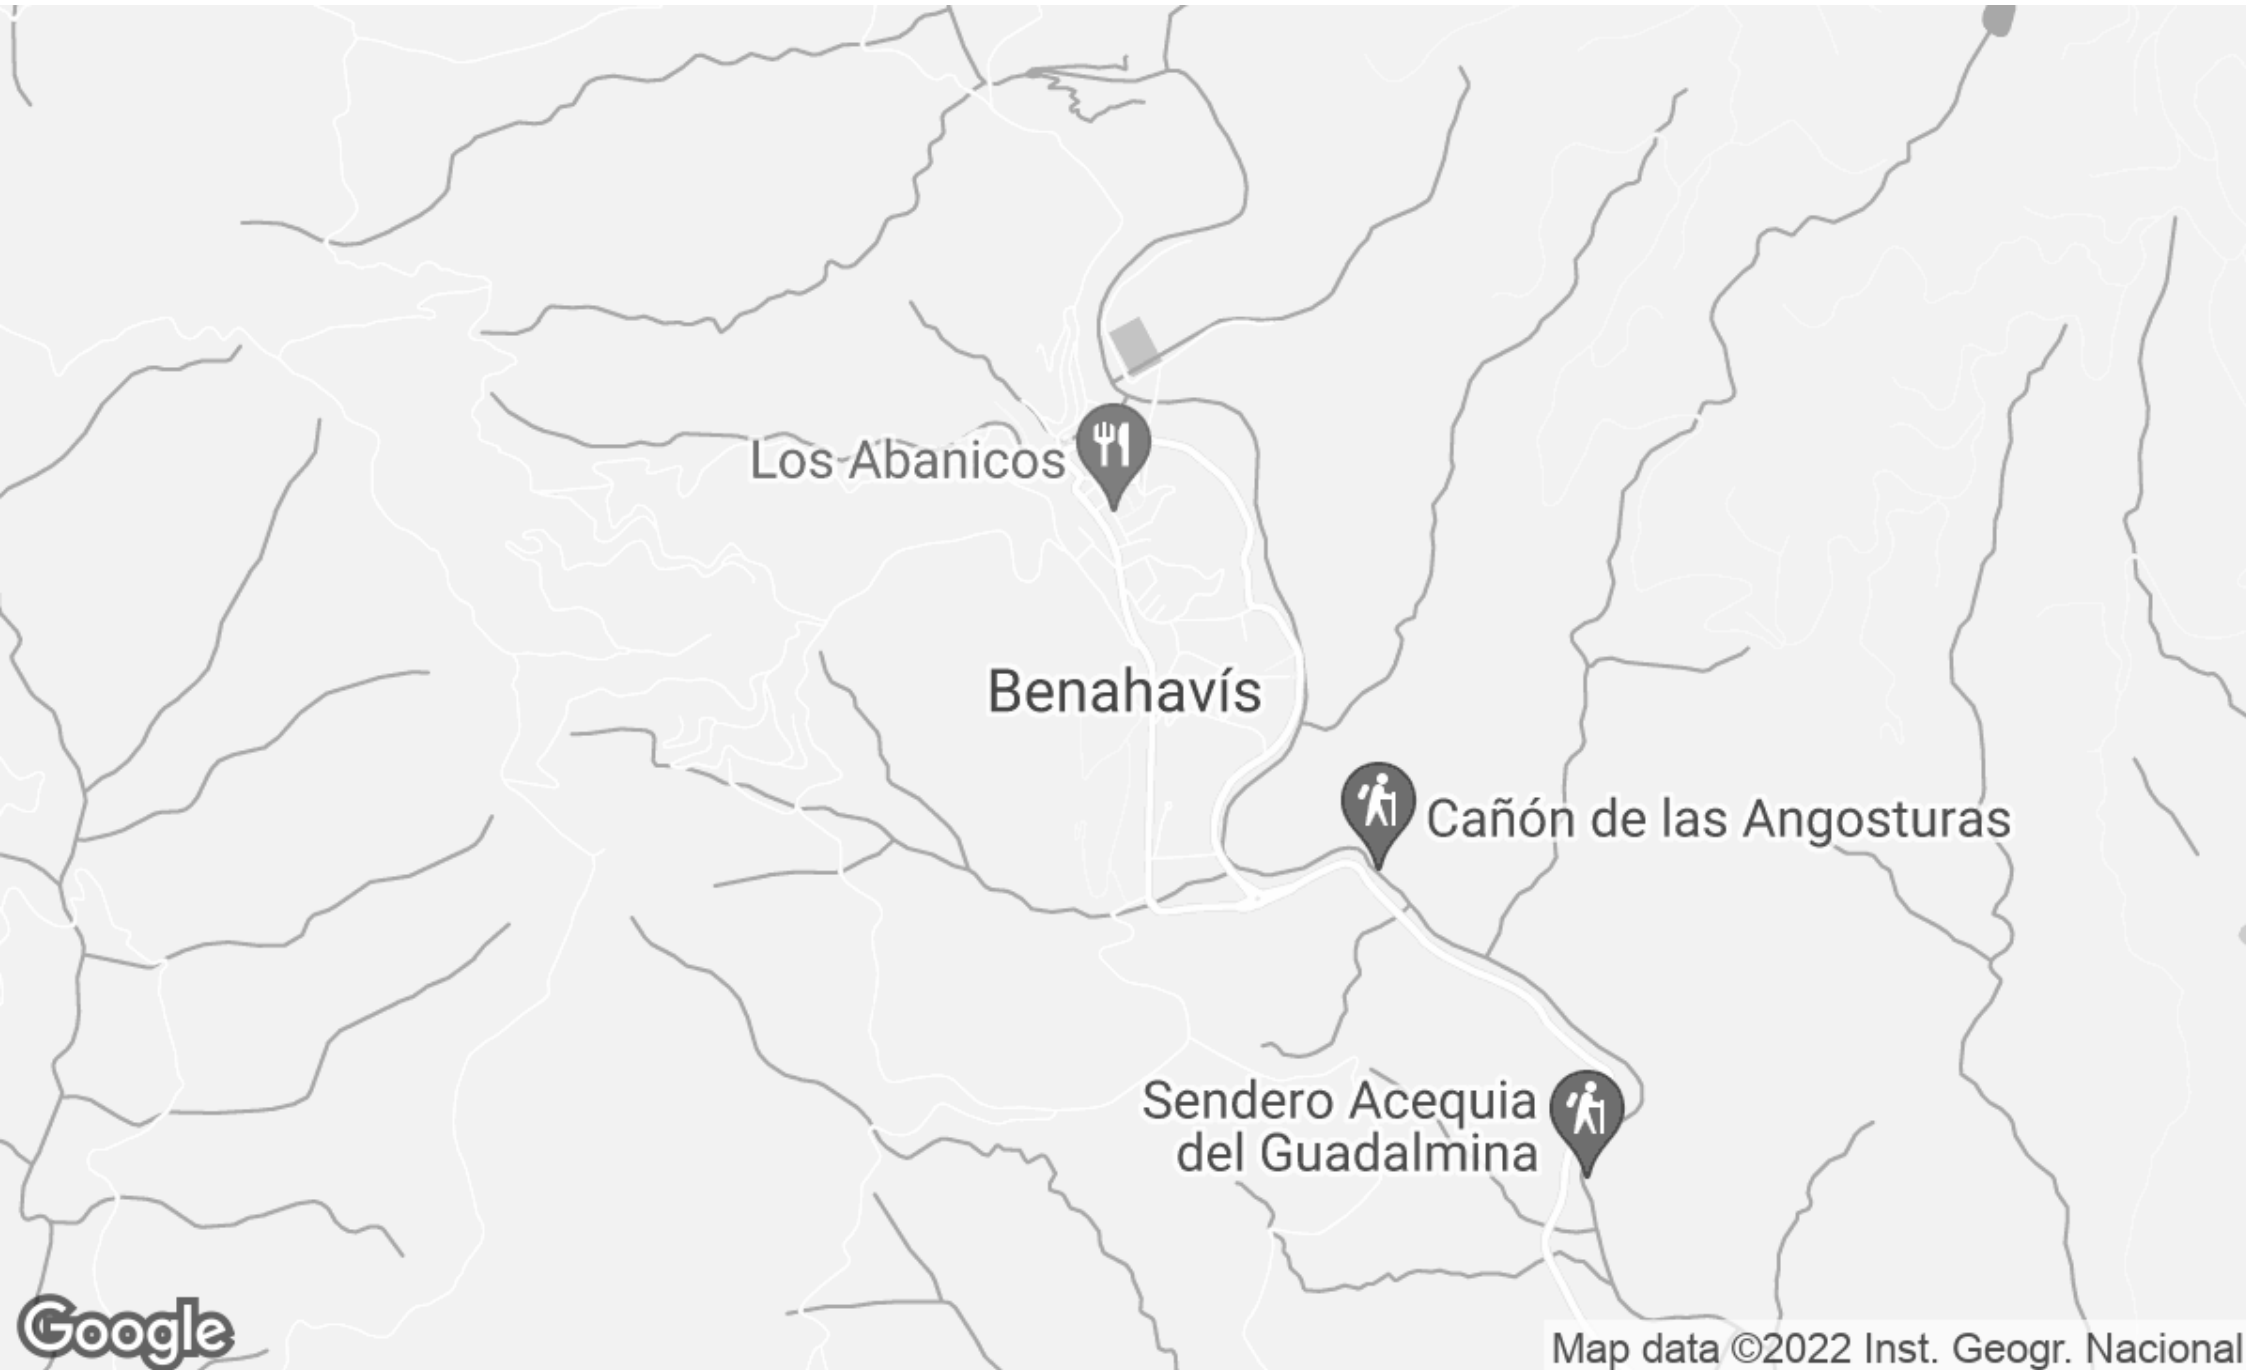 Los Abanicos
Benahavís
Cañón de las Angosturas
Sendero Acequia
del Guadalmina
Google
Map data ©2022 Inst. Geogr. Nacional